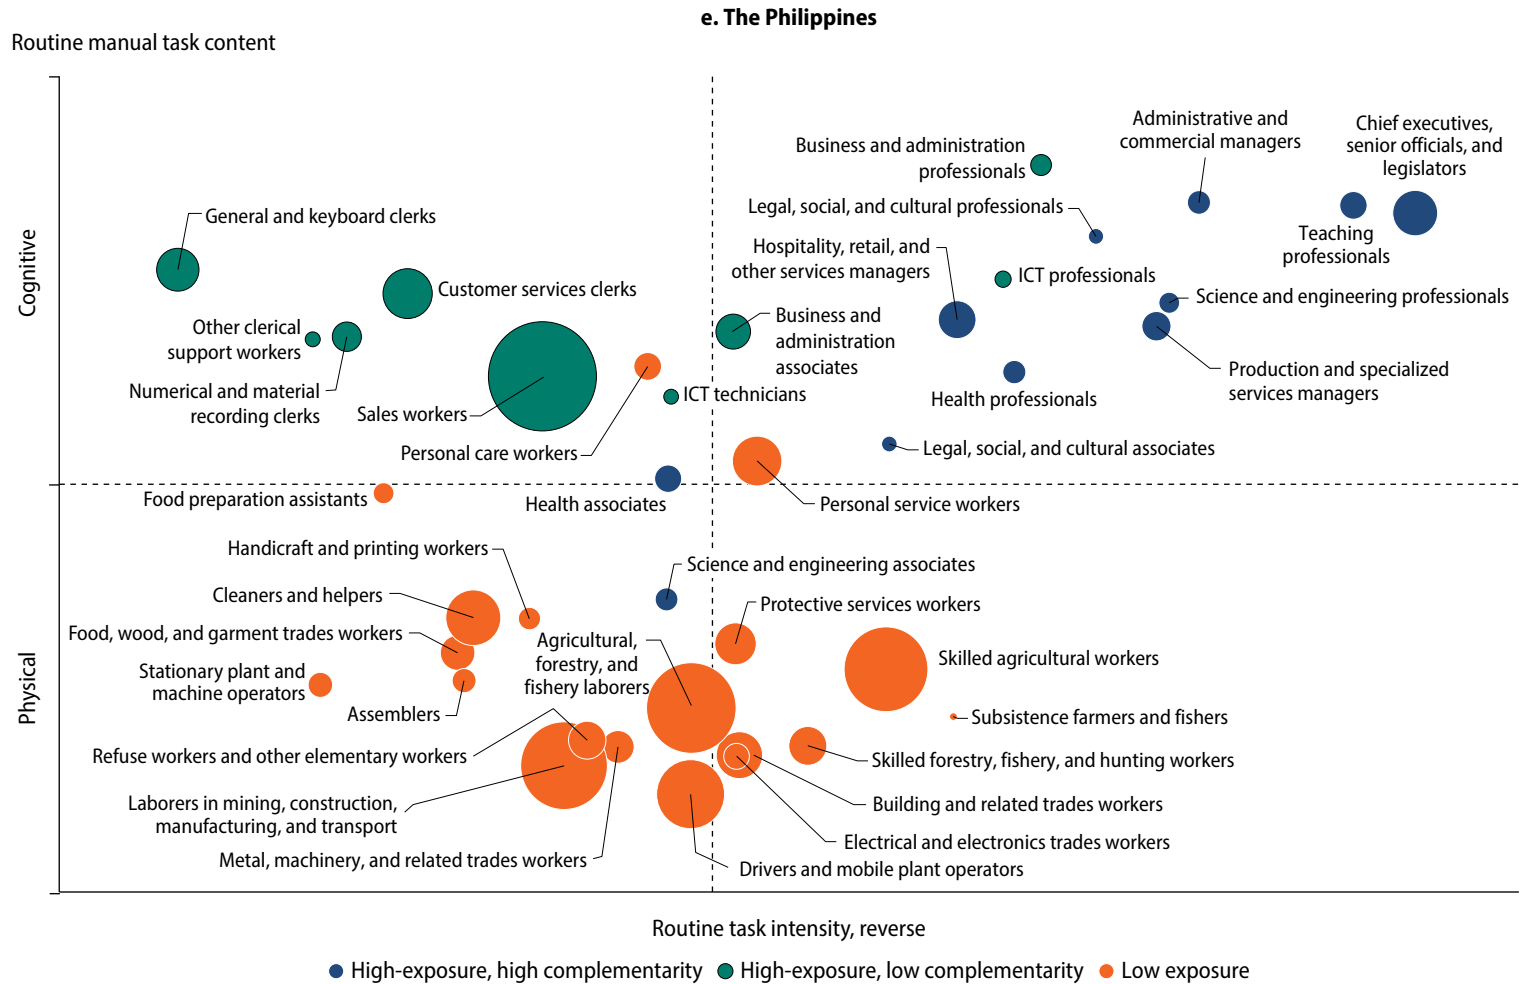 e. The Philippines
Routine manual task content
Administrative and
commercial managers
Chief executives,
senior officials, and
legislators
Business and administration
professionals
Legal, social, and cultural professionals
General and keyboard clerks
Teaching
professionals
Hospitality, retail, and
other services managers
ICT professionals
Cognitive
Customer services clerks
Science and engineering professionals
Other clerical
support workers
Business and
administration
associates
Production and specialized
services managers
Numerical and material
recording clerks
Sales workers
ICT technicians
Health professionals
Personal care workers
Legal, social, and cultural associates
Food preparation assistants
Health associates
Personal service workers
Handicraft and printing workers
Science and engineering associates
Cleaners and helpers
Protective services workers
Food, wood, and garment trades workers
Agricultural,
forestry, and
fishery laborers
Skilled agricultural workers
Stationary plant and
machine operators
Physical
Assemblers
Subsistence farmers and fishers
Refuse workers and other elementary workers
Skilled forestry, fishery, and hunting workers
Laborers in mining, construction,
manufacturing, and transport
Building and related trades workers
Electrical and electronics trades workers
Metal, machinery, and related trades workers
Drivers and mobile plant operators
Routine task intensity, reverse
High-exposure, high complementarity
High-exposure, low complementarity
Low exposure